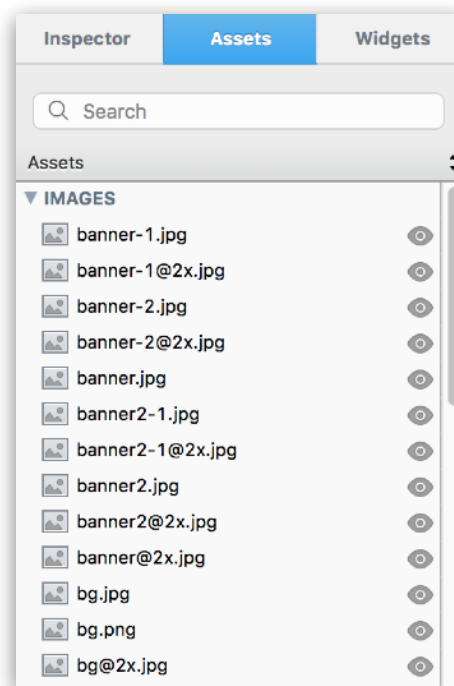 Inspector Assets Widgets
Search
Assets
IMAGES
banner-1.jpg
banner-1@2x.jpg
banner-2.jpg
banner-2@2x.jpg
banner.jpg
banner2-1.jpg
banner2-1@2x.jpg
banner2.jpg
banner2@2x.jpg
banner@2x.jpg
bg.jpg
bg.png
bg@2x.jpg